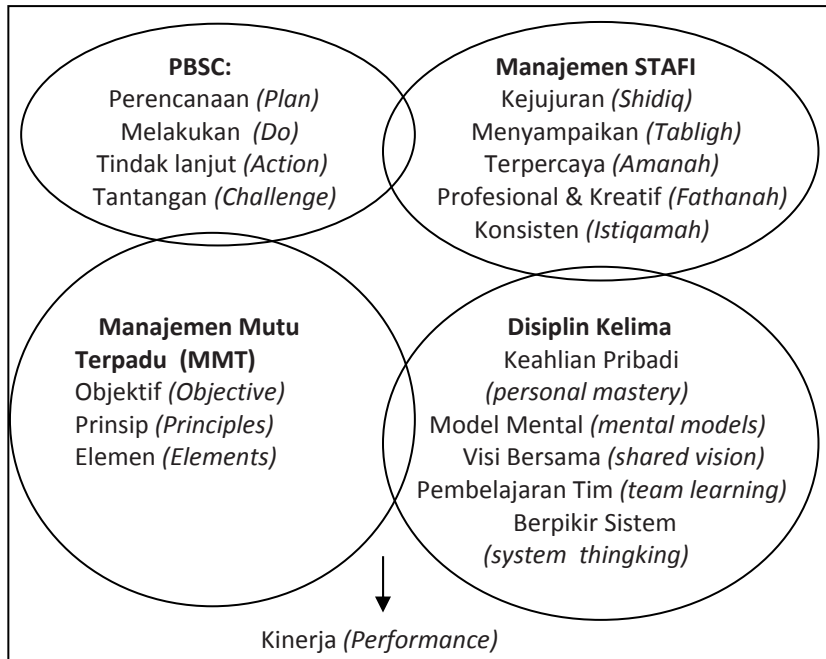 PBSC:
Perencanaan (Plan)
Melakukan (Do)
Tindak lanjut (Action)
Tantangan (Challenge)
Manajemen STAFI
Kejujuran (Shidiq)
Menyampaikan (Tabligh)
Terpercaya (Amanah)
Profesional & Kreatif (Fathanah)
Konsisten (Istiqamah)
Manajemen Mutu
Terpadu (MMT)
Objektif (Objective)
Prinsip (Principles)
Elemen (Elements)
Disiplin Kelima
Keahlian Pribadi
(personal mastery)
Model Mental (mental models)
Visi Bersama (shared vision)
Pembelajaran Tim (team learning)
Berpikir Sistem
(system thingking)
Kinerja (Performance)